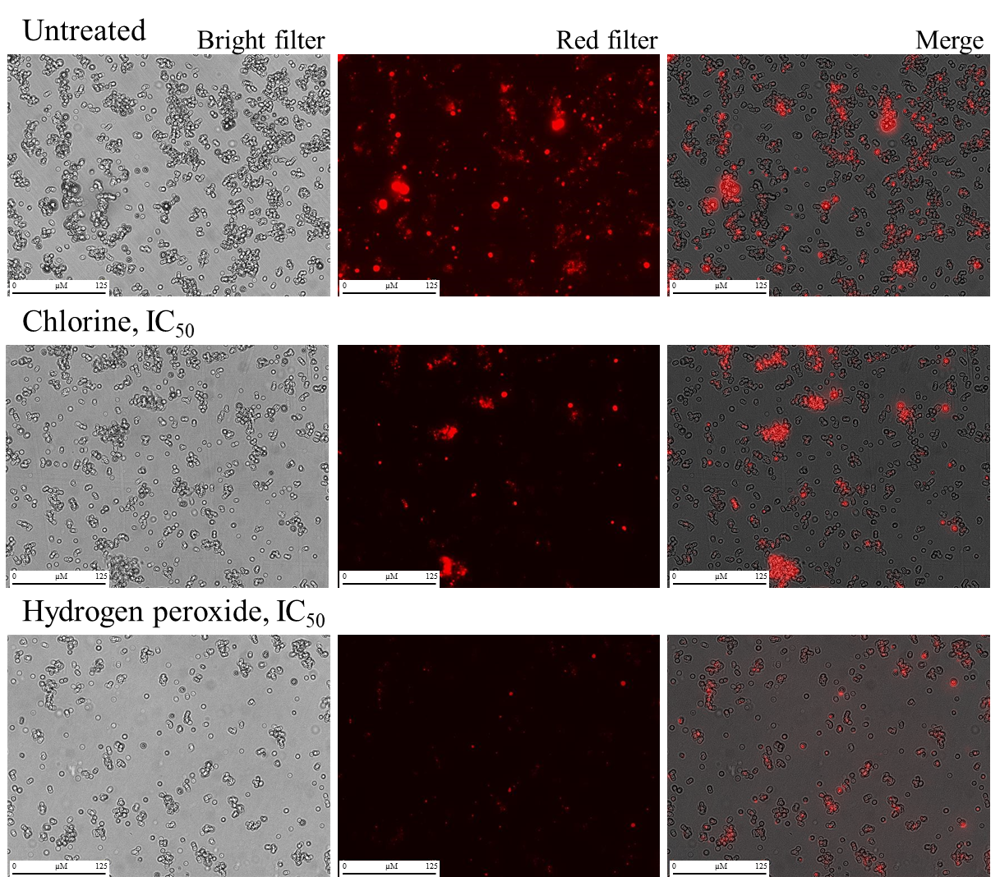 Untreated
Bright filter
Red filter
Merge
0 µM 125
0 µM 125
0 µM 125
Chlorine, IC50
0 µM 125
0 µM 125
0 µM 125
Hydrogen peroxide, IC50
0 µM 125
0 µM 125
0 µM 125